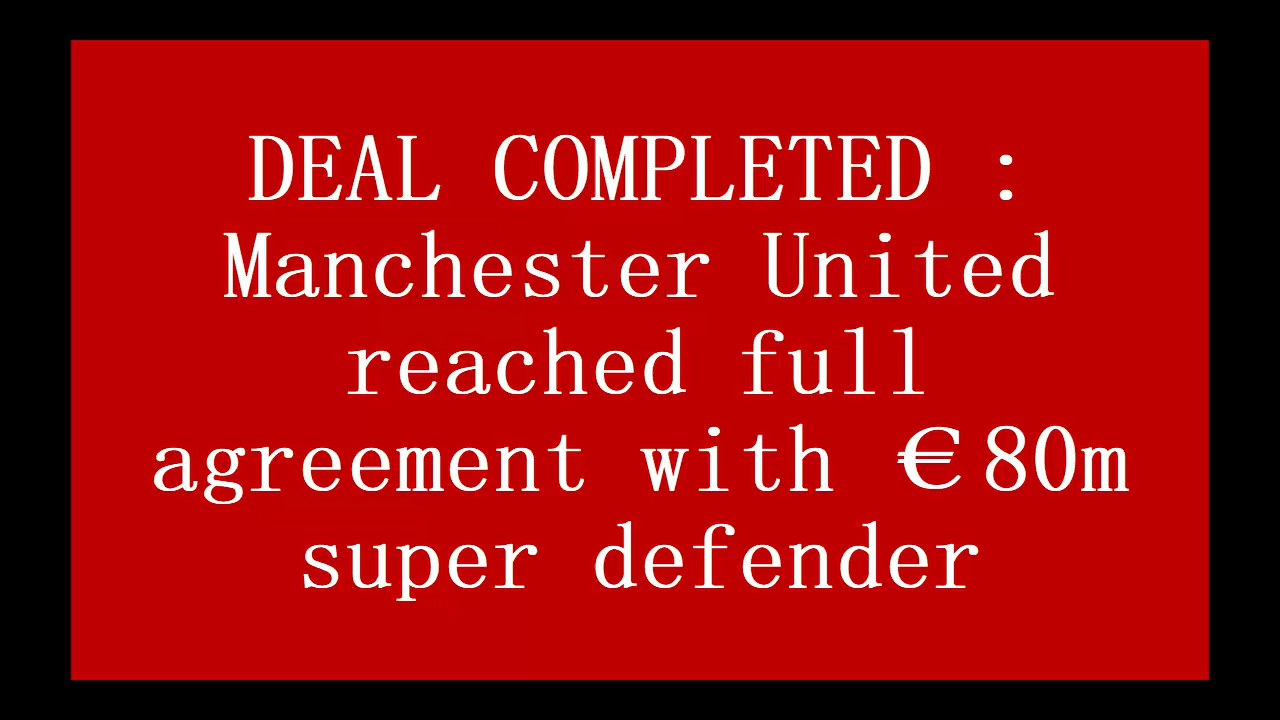 DEAL COMPLETED :
Manchester United
reached full
agreement with €80m
super defender